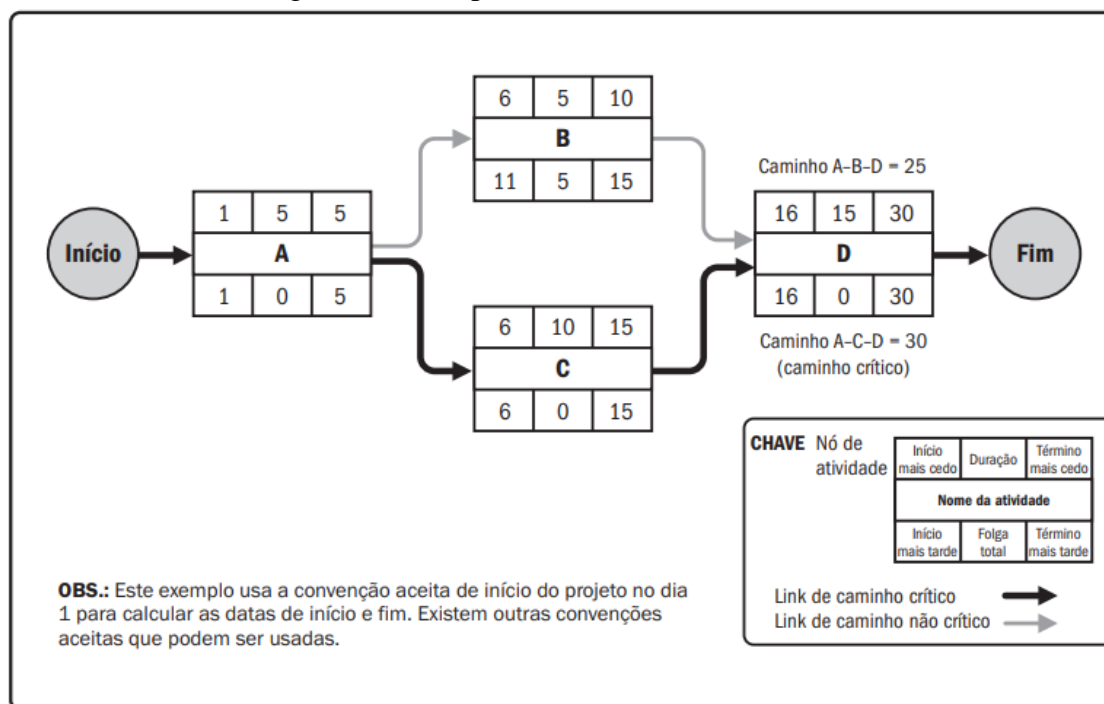 6 5 10
B
11 5 15
Caminho A–B–D = 25
1 5 5
Início
A
1 0 5
16 15 30
D
16 0 30
Fim
6 10 15
C
6 0 15
Caminho A–C–D = 30
(caminho crítico)
CHAVE Nó de
atividade
Início
mais cedo
Duração
Término
mais cedo
Nome da atividade
Início
mais tarde
Folga
total
Término
mais tarde
Link de caminho crítico
Link de caminho não crítico
OBS.: Este exemplo usa a convenção aceita de início do projeto no dia
1 para calcular as datas de início e fim. Existem outras convenções
aceitas que podem ser usadas.